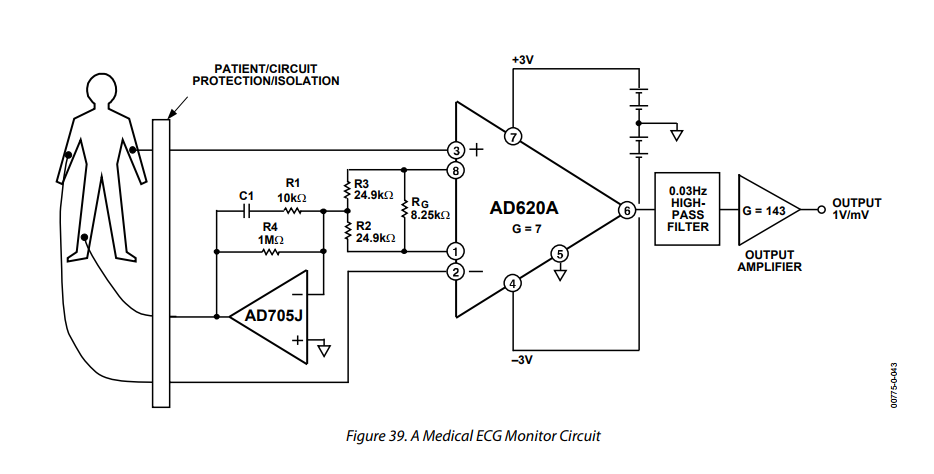 PATIENT/CIRCUIT
PROTECTION/ISOLATION
+3V
7
3
+
8
C1
R1
10kΩ
R3
24.9kΩ
RG
8.25kΩ
R4
1MΩ
R2
24.9kΩ
AD620A
G = 7
6
0.03Hz
HIGH-
PASS
FILTER
G = 143
OUTPUT
1V/mV
OUTPUT
AMPLIFIER
1
2
–
5
4
AD705J
–
+
–3V
00775-0-043
Figure 39. A Medical ECG Monitor Circuit